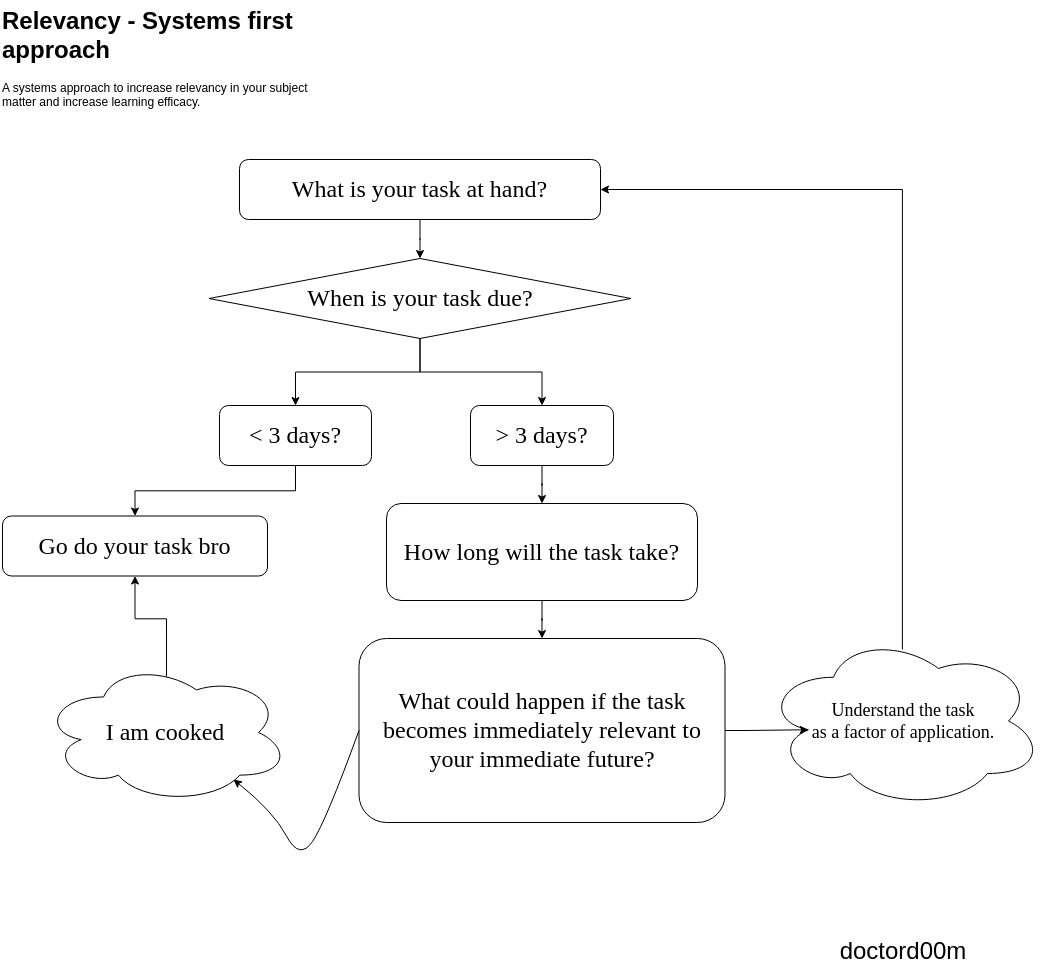 Relevancy - Systems first
approach
A systems approach to increase relevancy in your subject
matter and increase learning efficacy.
What is your task at hand?
When is your task due?
< 3 days?
> 3 days?
Go do your task bro
How long will the task take?
What could happen if the task
becomes immediately relevant to
your immediate future?
I am cooked
Understand the task
as a factor of application.
doctord00m